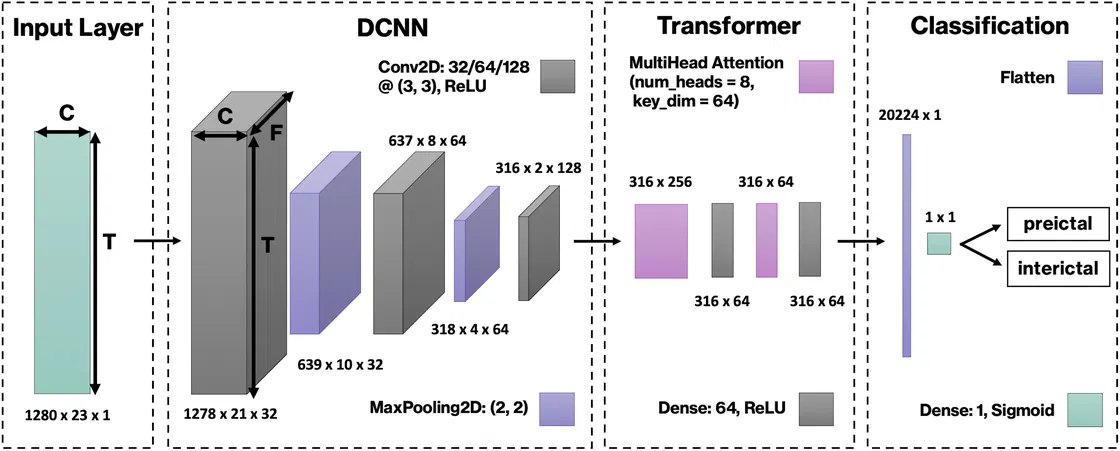 Input Layer
C
T
1280 x 23 x 1
DCNN
Conv2D: 32/64/128
@ (3, 3), ReLU
C
F
T
1278 x 21 x 32
639 x 10 x 32
637 x 8 x 64
318 x 4 x 64
316 x 2 x 128
MaxPooling2D: (2, 2)
Transformer
MultiHead Attention
(num_heads = 8,
key_dim = 64)
316 x 256
316 x 64
316 x 64
316 x 64
Dense: 64, ReLU
Classification
Flatten
20224 x 1
1 x 1
preictal
interictal
Dense: 1, Sigmoid